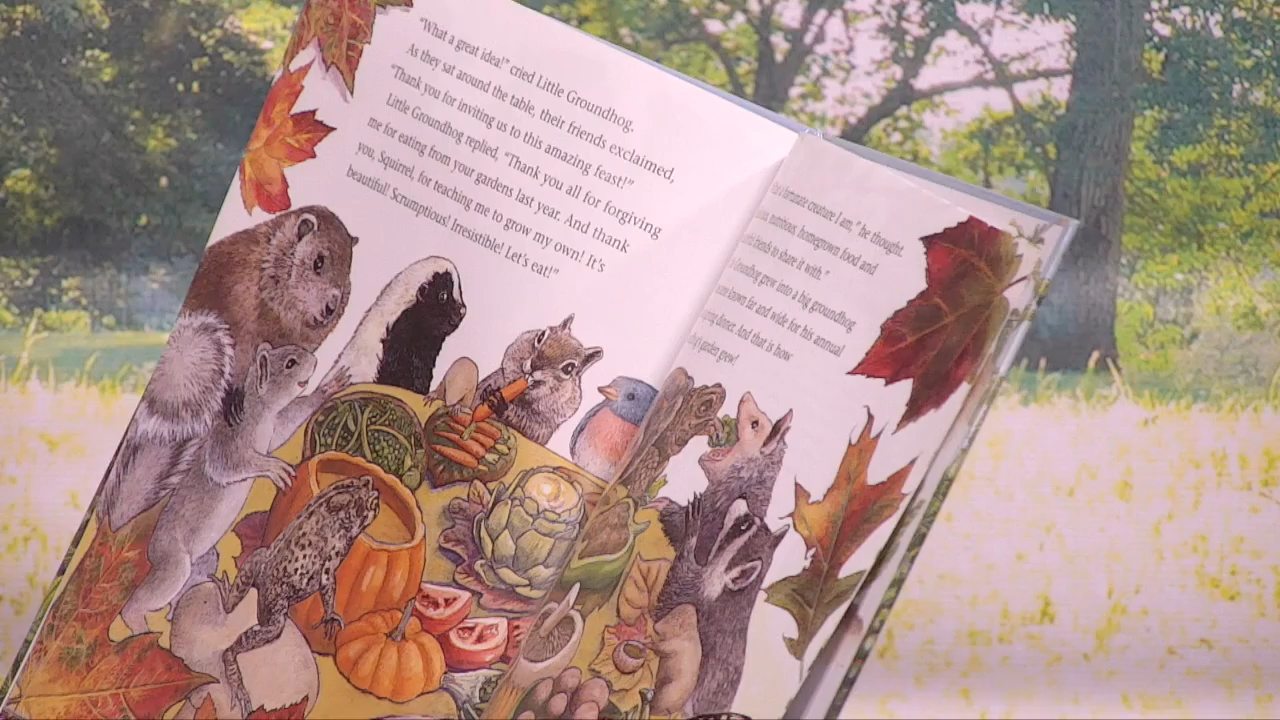 "What a great idea!" cried Little Groundhog.
As they sat around the table, their friends exclaimed,
"Thank you for inviting us to this amazing feast!"
Little Groundhog replied, "Thank you all for forgiving
me for eating from your gardens last year. And thank
you, Squirrel, for teaching me to grow my own! It's
beautiful! Scrumptious! Irresistible! Let's eat!"
a fortunate creature I am," he thought.
nutritious, homegrown food and
friends to share it with."
Groundhog grew into a big groundhog
known far and wide for his annual
dinner. And that is how
garden grew!